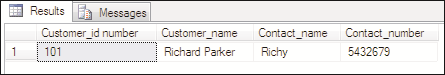 Results Messages
Customer_id number Customer_name Contact_name Contact_number
1 101 Richard Parker Richy 5432679